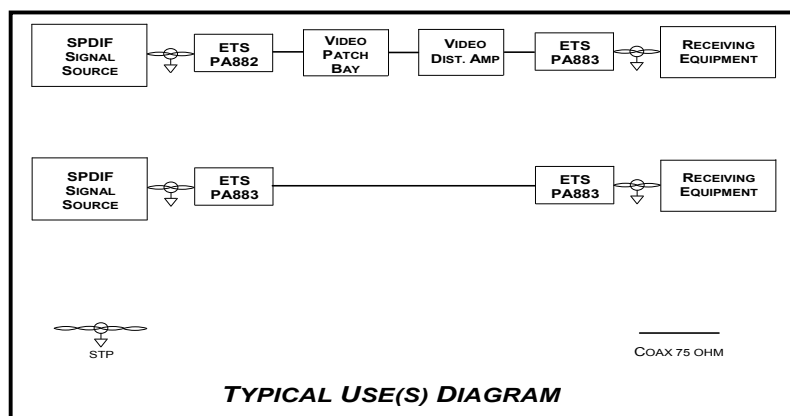 SPDIF
SIGNAL
SOURCE
ETS
PA882
VIDEO
PATCH
BAY
VIDEO
DIST. AMP
ETS
PA883
RECEIVING
EQUIPMENT
SPDIF
SIGNAL
SOURCE
ETS
PA883
ETS
PA883
RECEIVING
EQUIPMENT
STP
COAX 75 OHM
TYPICAL USE(S) DIAGRAM